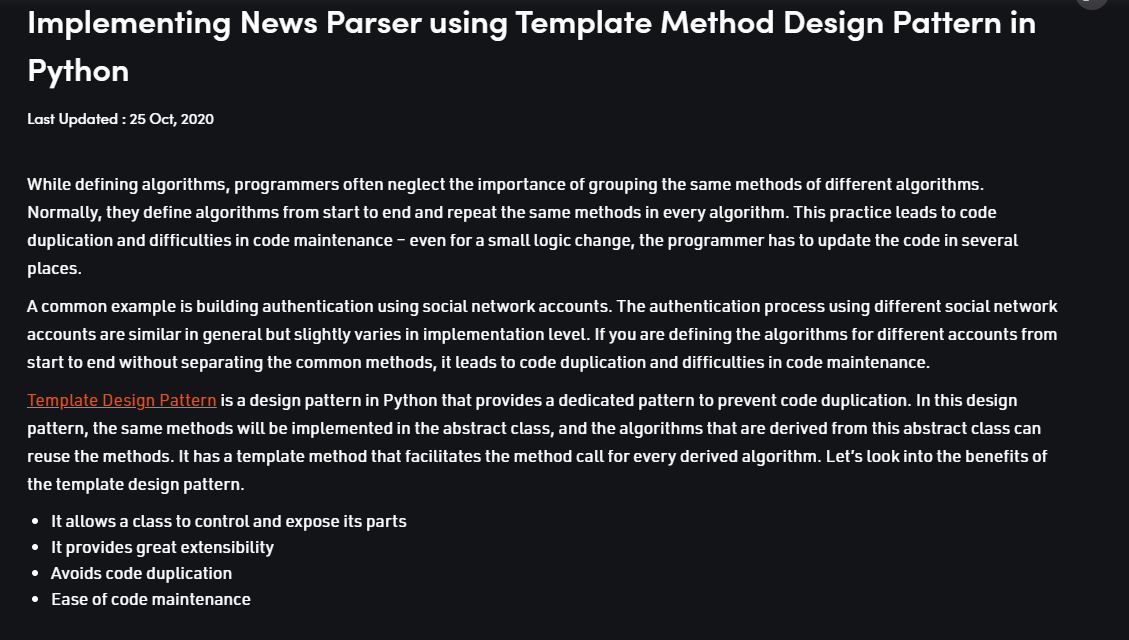 Implementing News Parser using Template Method Design Pattern in
Python
Last Updated : 25 Oct, 2020
While defining algorithms, programmers often neglect the importance of grouping the same methods of different algorithms.
Normally, they define algorithms from start to end and repeat the same methods in every algorithm. This practice leads to code
duplication and difficulties in code maintenance – even for a small logic change, the programmer has to update the code in several
places.
A common example is building authentication using social network accounts. The authentication process using different social network
accounts are similar in general but slightly varies in implementation level. If you are defining the algorithms for different accounts from
start to end without separating the common methods, it leads to code duplication and difficulties in code maintenance.
Template Design Pattern is a design pattern in Python that provides a dedicated pattern to prevent code duplication. In this design
pattern, the same methods will be implemented in the abstract class, and the algorithms that are derived from this abstract class can
reuse the methods. It has a template method that facilitates the method call for every derived algorithm. Let's look into the benefits of
the template design pattern.
• It allows a class to control and expose its parts
• It provides great extensibility
• Avoids code duplication
• Ease of code maintenance